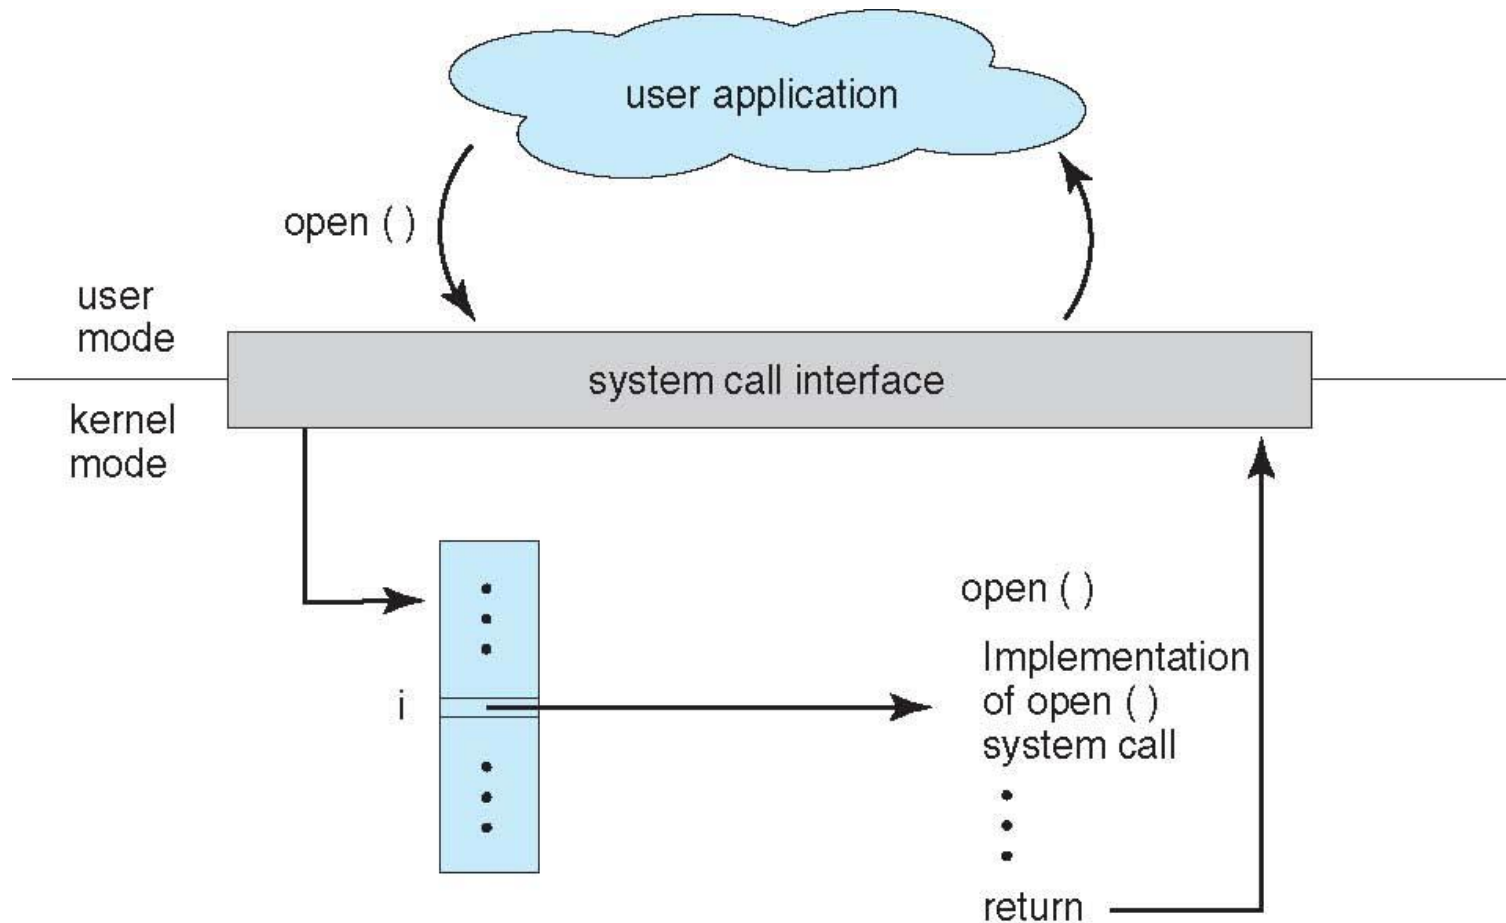 user application
open ( )
user
mode
system call interface
kernel
mode
open ( )
Implementation
of open ( )
system call
i
return